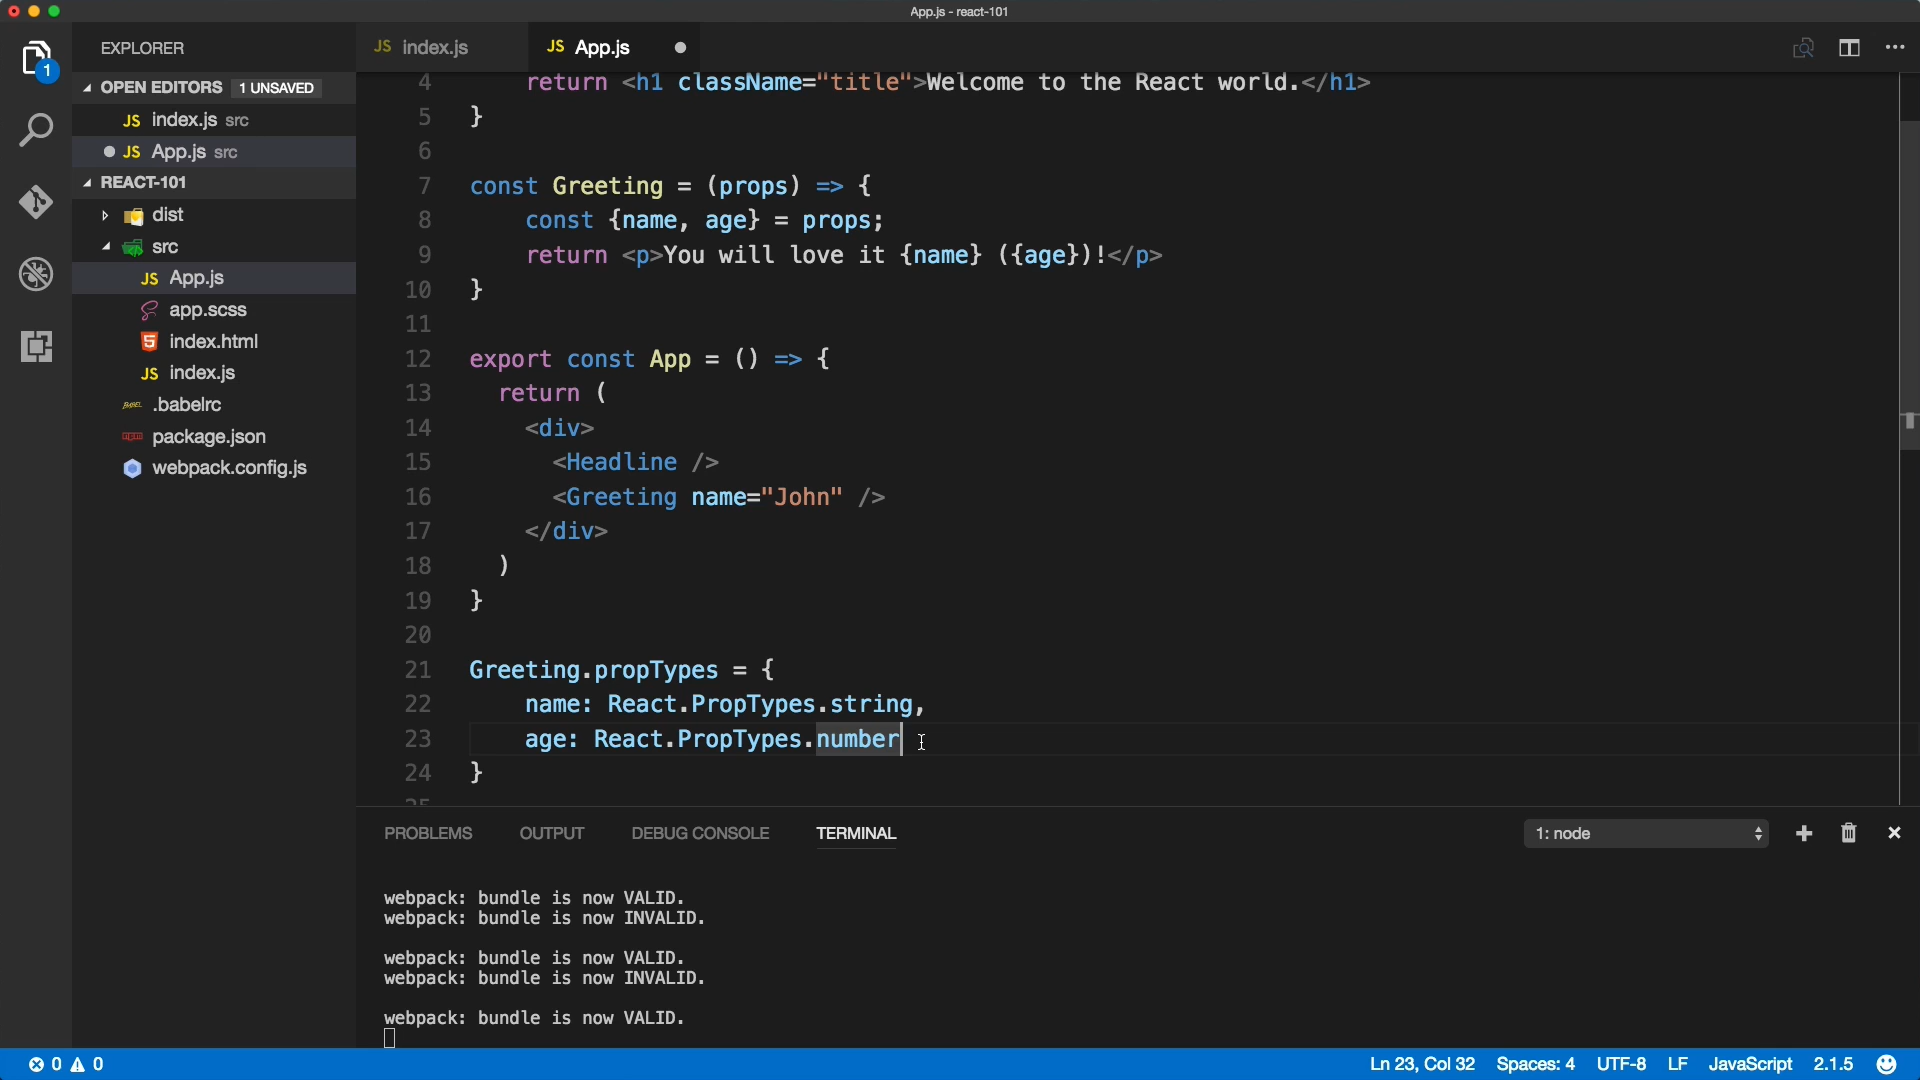 App.js - react-101
EXPLORER
OPEN EDITORS 1 UNSAVED
JS index.js src
JS App.js src
REACT-101
dist
src
JS App.js
app.scss
5 index.html
JS index.js
BABEL .babelrc
npm package.json
webpack.config.js
1
JS index.js
JS App.js
4 return <h1 className="title">Welcome to the React world.</h1>
5 }
6
7 const Greeting = (props) => {
8 const {name, age} = props;
9 return <p>You will love it {name} ({age})!</p>
10 }
11
12 export const App = () => {
13 return (
14 <div>
15 <Headline />
16 <Greeting name="John" />
17 </div>
18 )
19 }
20
21 Greeting.propTypes = {
22 name: React.PropTypes.string,
23 age: React.PropTypes.number
24 }
25
PROBLEMS OUTPUT DEBUG CONSOLE TERMINAL 1: node
webpack: bundle is now VALID.
webpack: bundle is now INVALID.
webpack: bundle is now VALID.
webpack: bundle is now INVALID.
webpack: bundle is now VALID.
0 0 Ln 23, Col 32 Spaces: 4 UTF-8 LF JavaScript 2.1.5